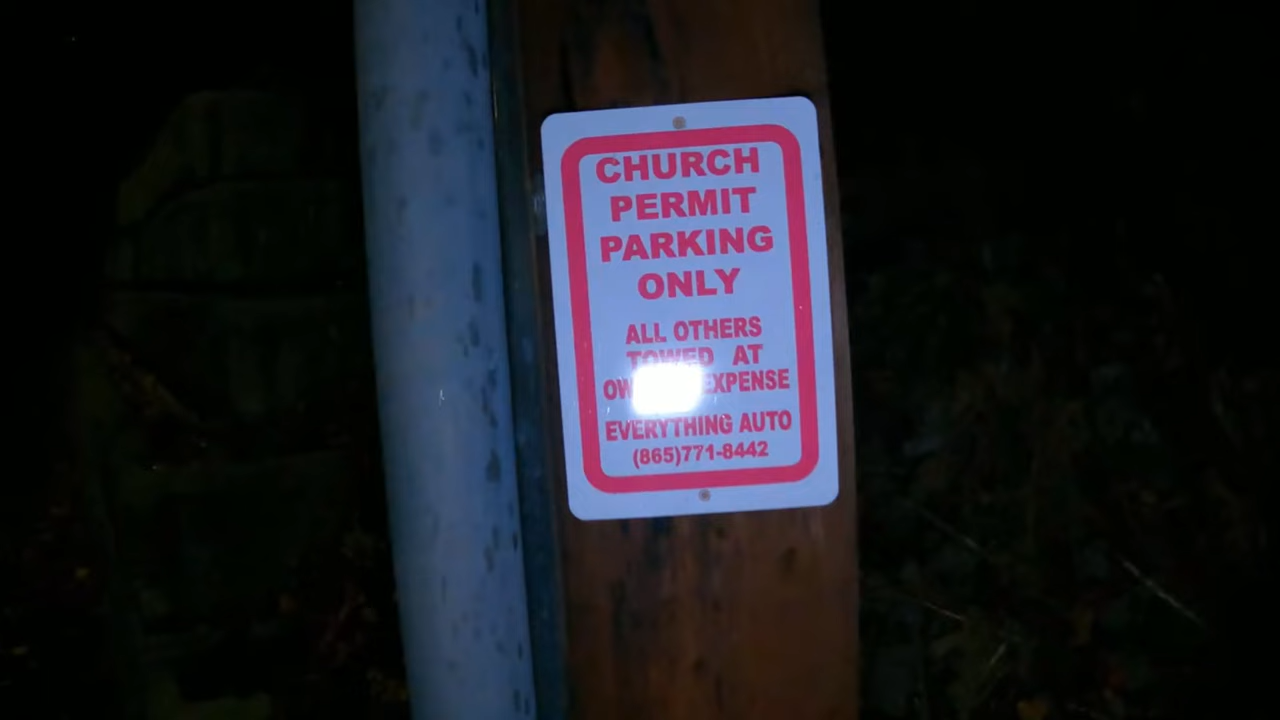 CHURCH
PERMIT
PARKING
ONLY
ALL OTHERS
TOWED AT
EXPENSE
EVERYTHING AUTO
(865)771-8442